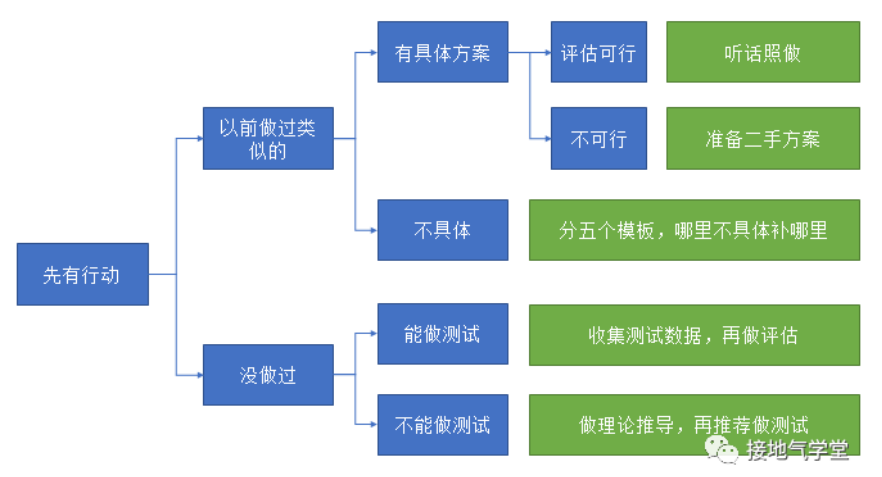 有具体方案
评估可行
听话照做
以前做过类
似的
不可行
准备二手方案
不具体
分五个模板，哪里不具体补哪里
先有行动
能做测试
收集测试数据，再做评估
没做过
不能做测试
做理论推导，再推荐做测试
接地气学堂